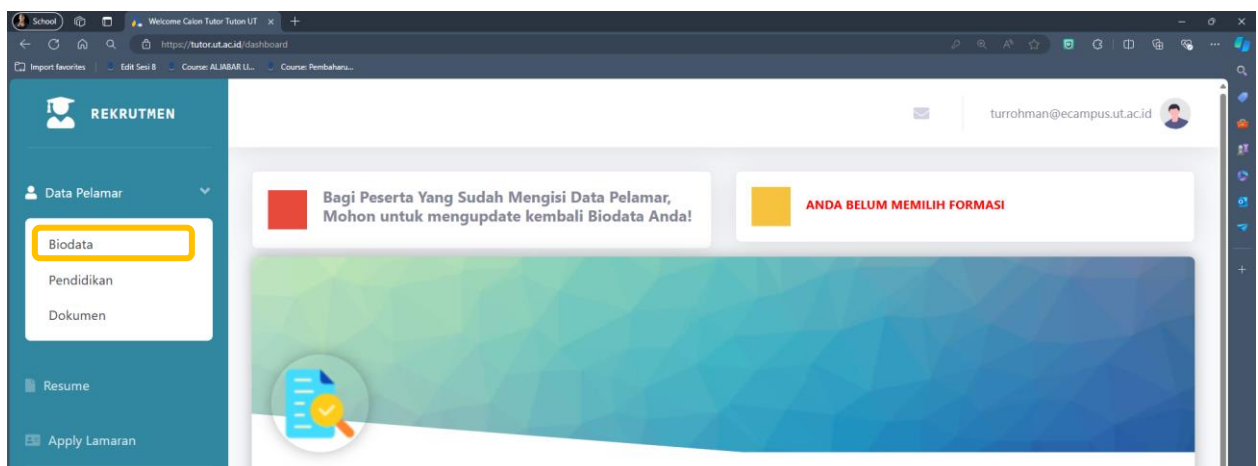 School
Welcome Calon Tutor Tuton UT
https://tutor.ut.ac.id/dashboard
Import favorites
Edit Sesi 8
Course: ALJABAR LI...
Course: Pembaharu...
REKRUTMEN
turrohman@ecampus.ut.ac.id
Data Pelamar
Biodata
Pendidikan
Dokumen
Resume
Apply Lamaran
Bagi Peserta Yang Sudah Mengisi Data Pelamar,
Mohon untuk mengupdate kembali Biodata Anda!
ANDA BELUM MEMILIH FORMASI